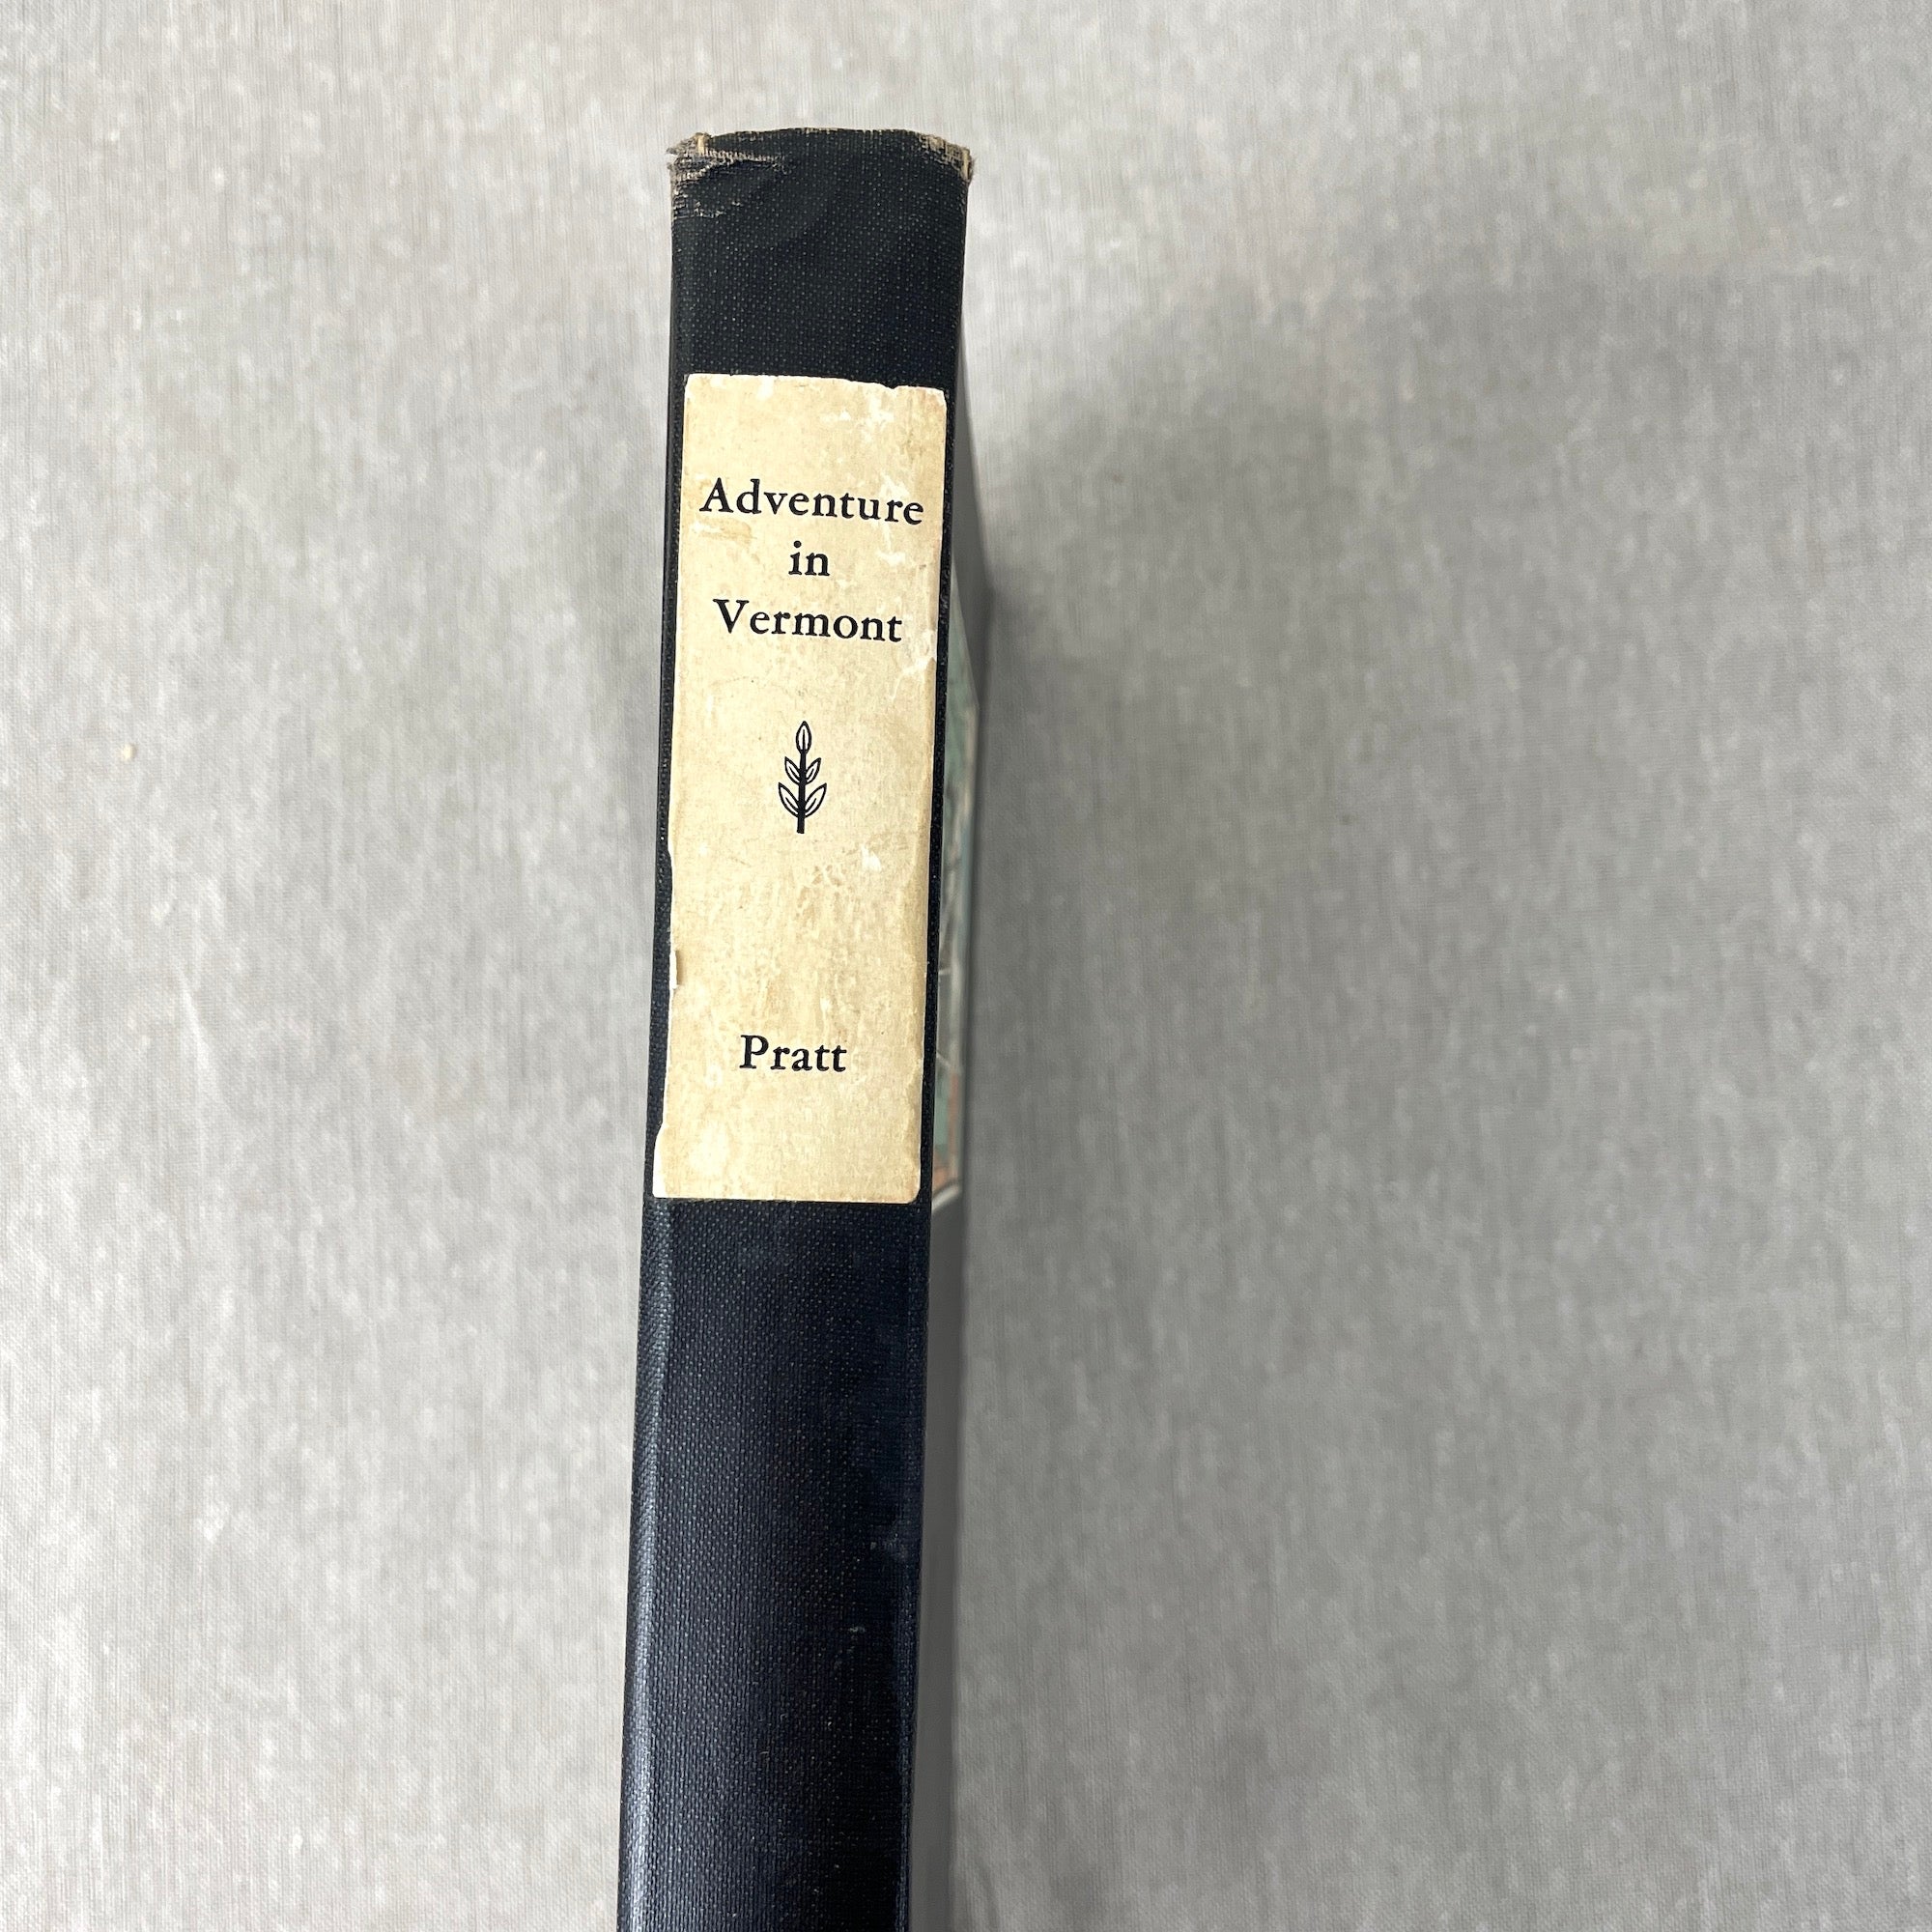 Adventure
in
Vermont
Pratt